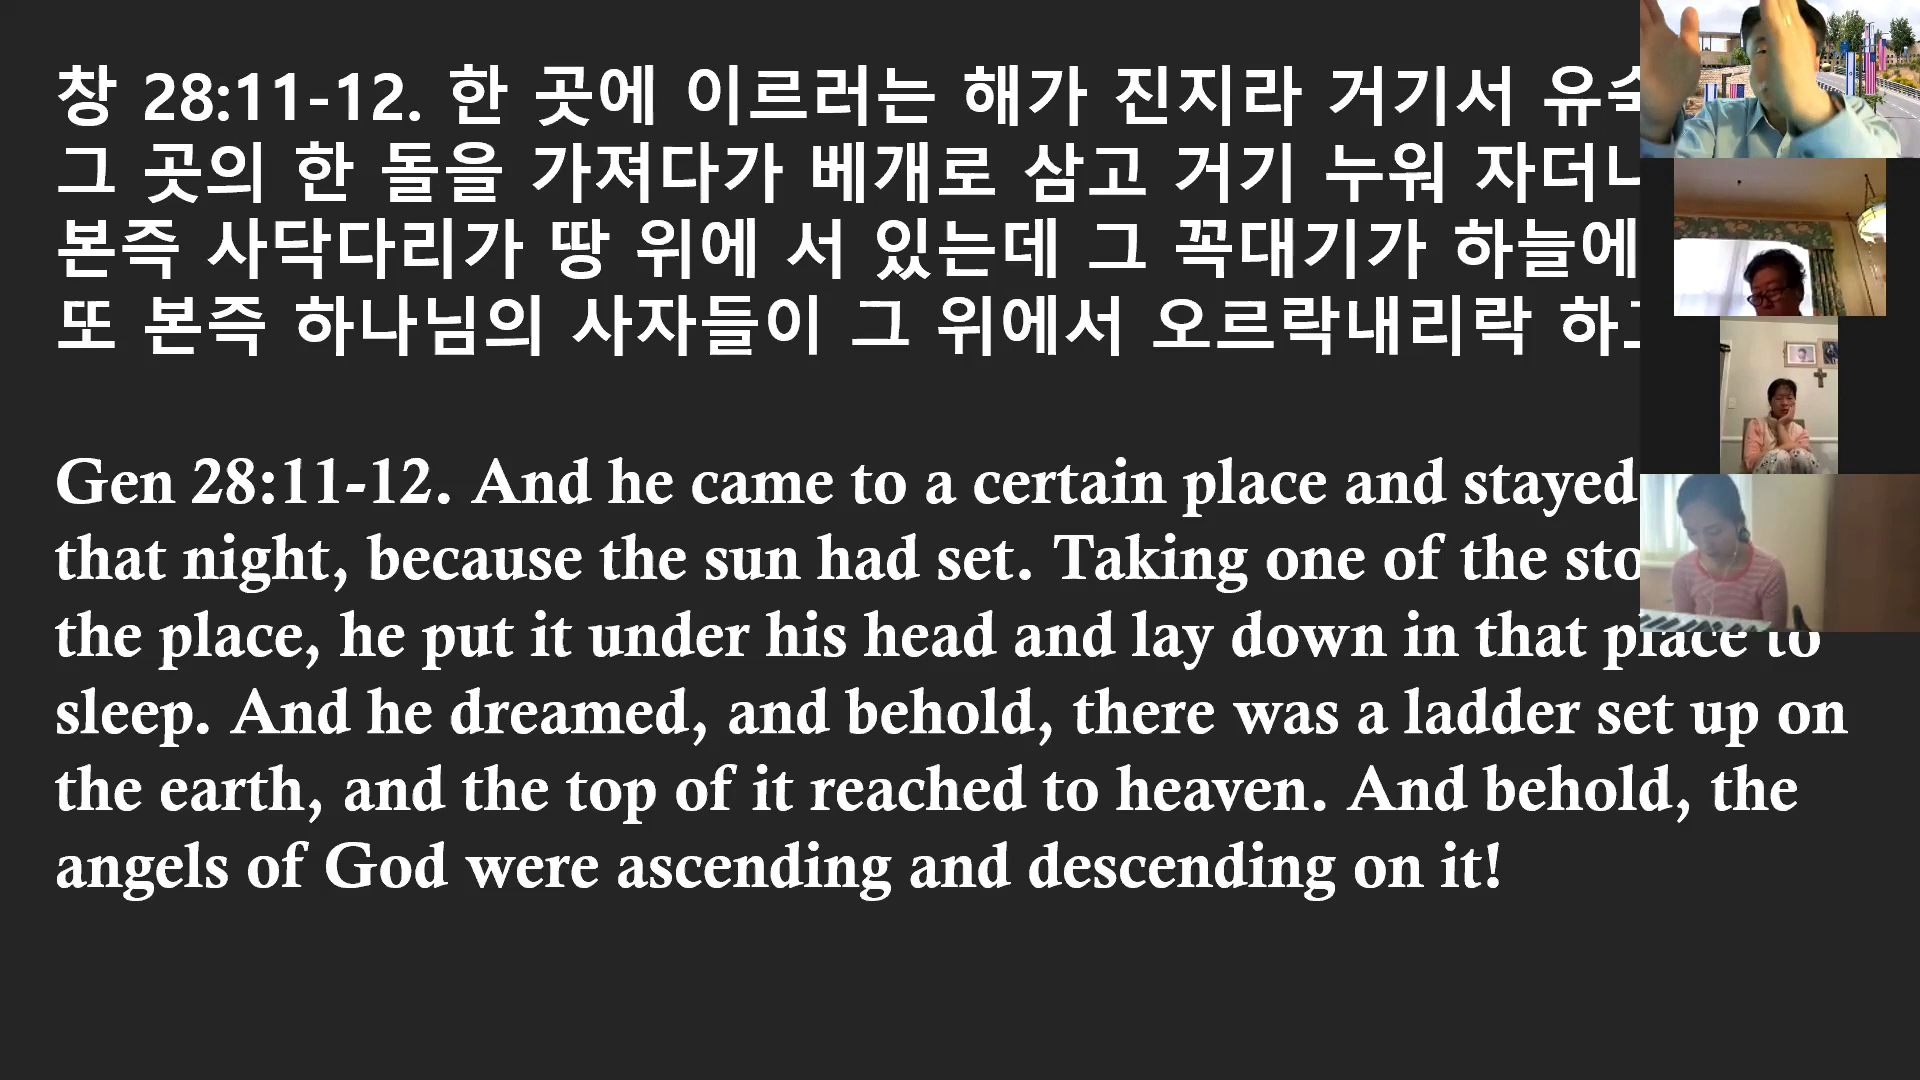 창 28:11-12. 한 곳에 이르러는 해가 진지라 거기서
그 곳의 한 돌을 가져다가 베개로 삼고 거기 누워
본즉 사닥다리가 땅 위에 서 있는데 그 꼭대기가 하늘에
또 본즉 하나님의 사자들이 그 위에서 오르락내리락
Gen 28:11-12. And he came to a certain place and stayed
that night, because the sun had set. Taking one of the
the place, he put it under his head and lay down in that place to
sleep. And he dreamed, and behold, there was a ladder set up on
the earth, and the top of it reached to heaven. And behold, the
angels of God were ascending and descending on it!